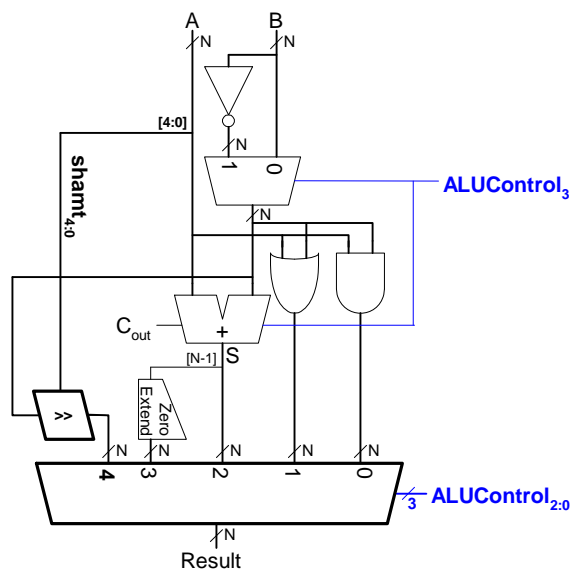 A B
N N
[4:0]
N
1 0
ALUControl3
shamt4:0
N
Cout
+
[N-1] S
>>
Zero Extend
N N N N N
4 3 2 1 0
3 ALUControl2:0
N
Result